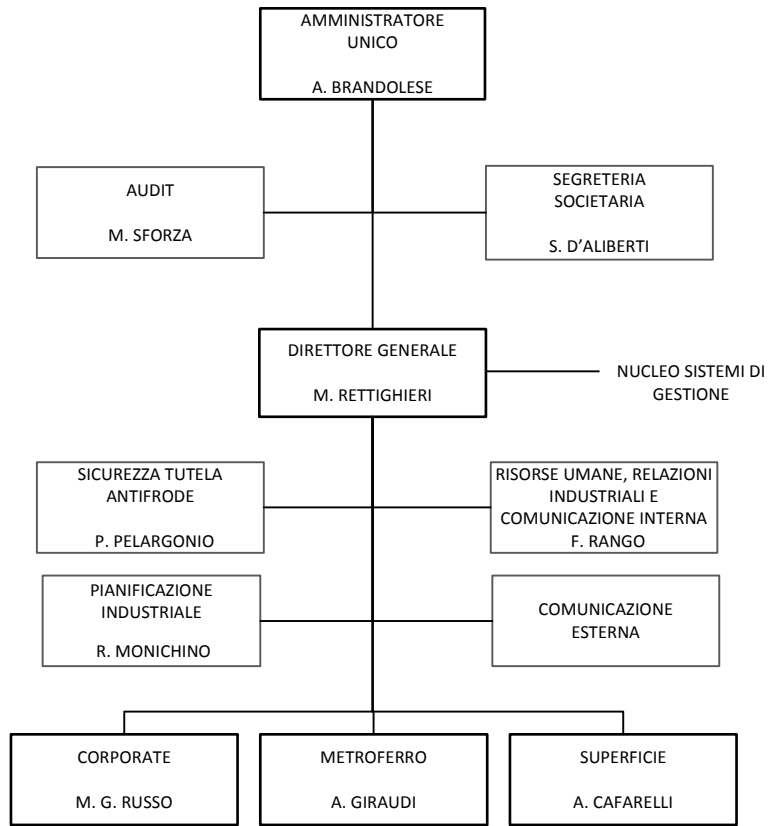 AMMINISTRATORE
UNICO
A. BRANDOLESE
AUDIT
M. SFORZA
SEGRETERIA
SOCIETARIA
S. D'ALIBERTI
DIRETTORE GENERALE
M. RETTIGHIERI
NUCLEO SISTEMI DI
GESTIONE
SICUREZZA TUTELA
ANTIFRODE
P. PELARGONIO
RISORSE UMANE, RELAZIONI
INDUSTRIALI E
COMUNICAZIONE INTERNA
F. RANGO
PIANIFICAZIONE
INDUSTRIALE
R. MONICHINO
COMUNICAZIONE
ESTERNA
CORPORATE
M. G. RUSSO
METROFERRO
A. GIRAUDI
SUPERFICIE
A. CAFARELLI